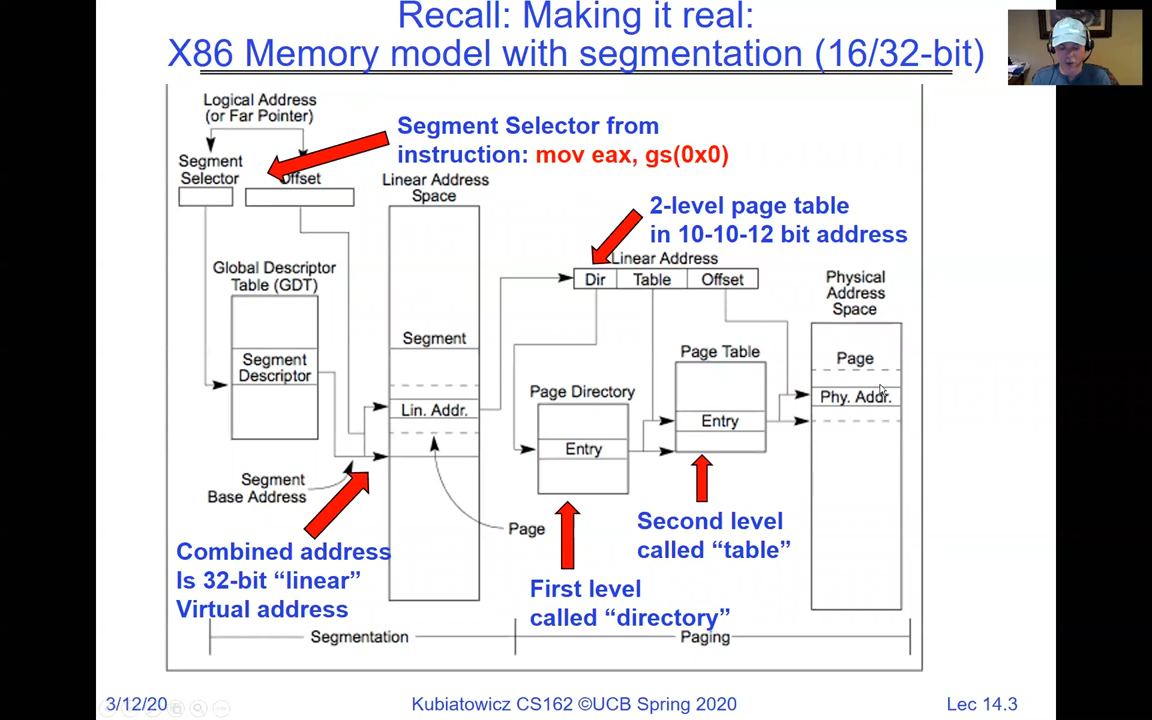 Recall: Making it real:
X86 Memory model with segmentation (16/32-bit)
Logical Address
(or Far Pointer)
Segment Selector from
instruction: mov eax, gs(0x0)
Segment
Selector
Offset
Linear Address
Space
2-level page table
in 10-10-12 bit address
Linear Address
Dir
Table
Offset
Global Descriptor
Table (GDT)
Physical
Address
Space
Segment
Segment
Descriptor
Page Table
Page
Page Directory
Phy. Addr.
Lin. Addr.
Entry
Entry
Segment
Base Address
Page
Second level
called “table”
Combined address
Is 32-bit “linear”
Virtual address
First level
called “directory”
Segmentation
Paging
3/12/20
Kubiatowicz CS162 ©UCB Spring 2020
Lec 14.3